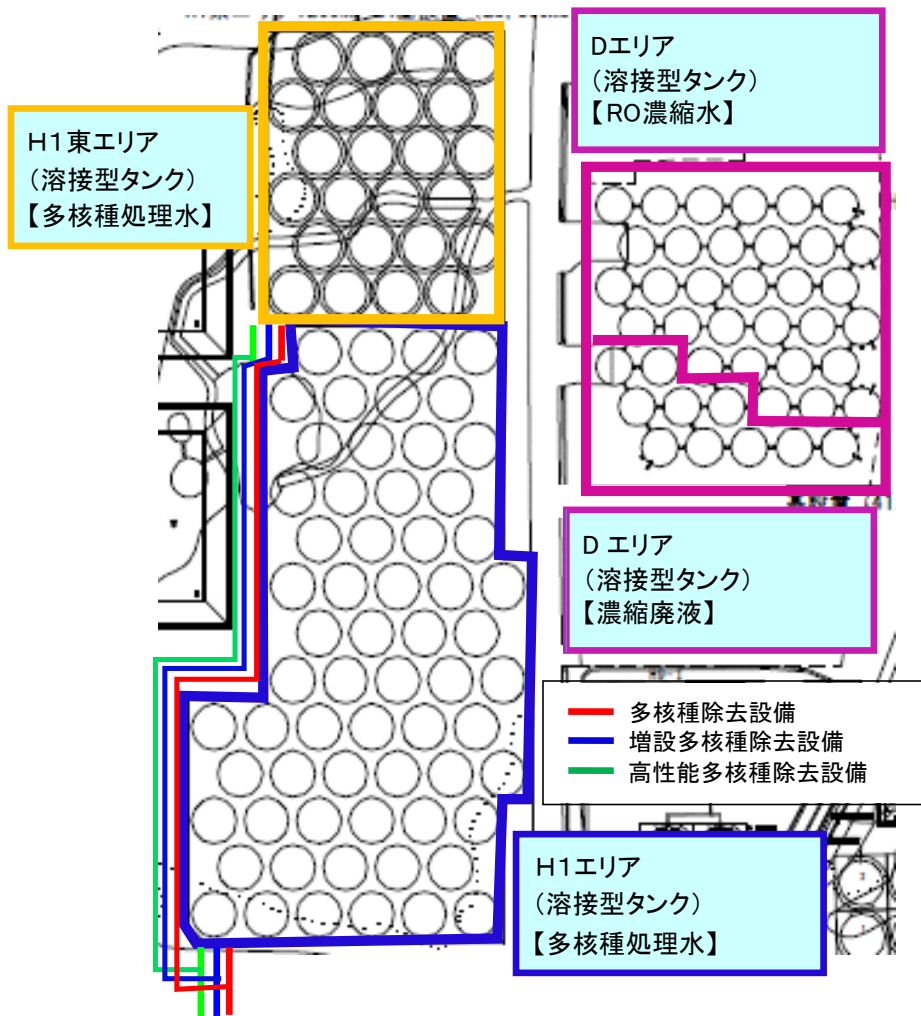 Dエリア
(溶接型タンク)
【RO濃縮水】
H1東エリア
(溶接型タンク)
【多核種処理水】
D エリア
(溶接型タンク)
【濃縮廃液】
多核種除去設備
増設多核種除去設備
高性能多核種除去設備
H1エリア
(溶接型タンク)
【多核種処理水】